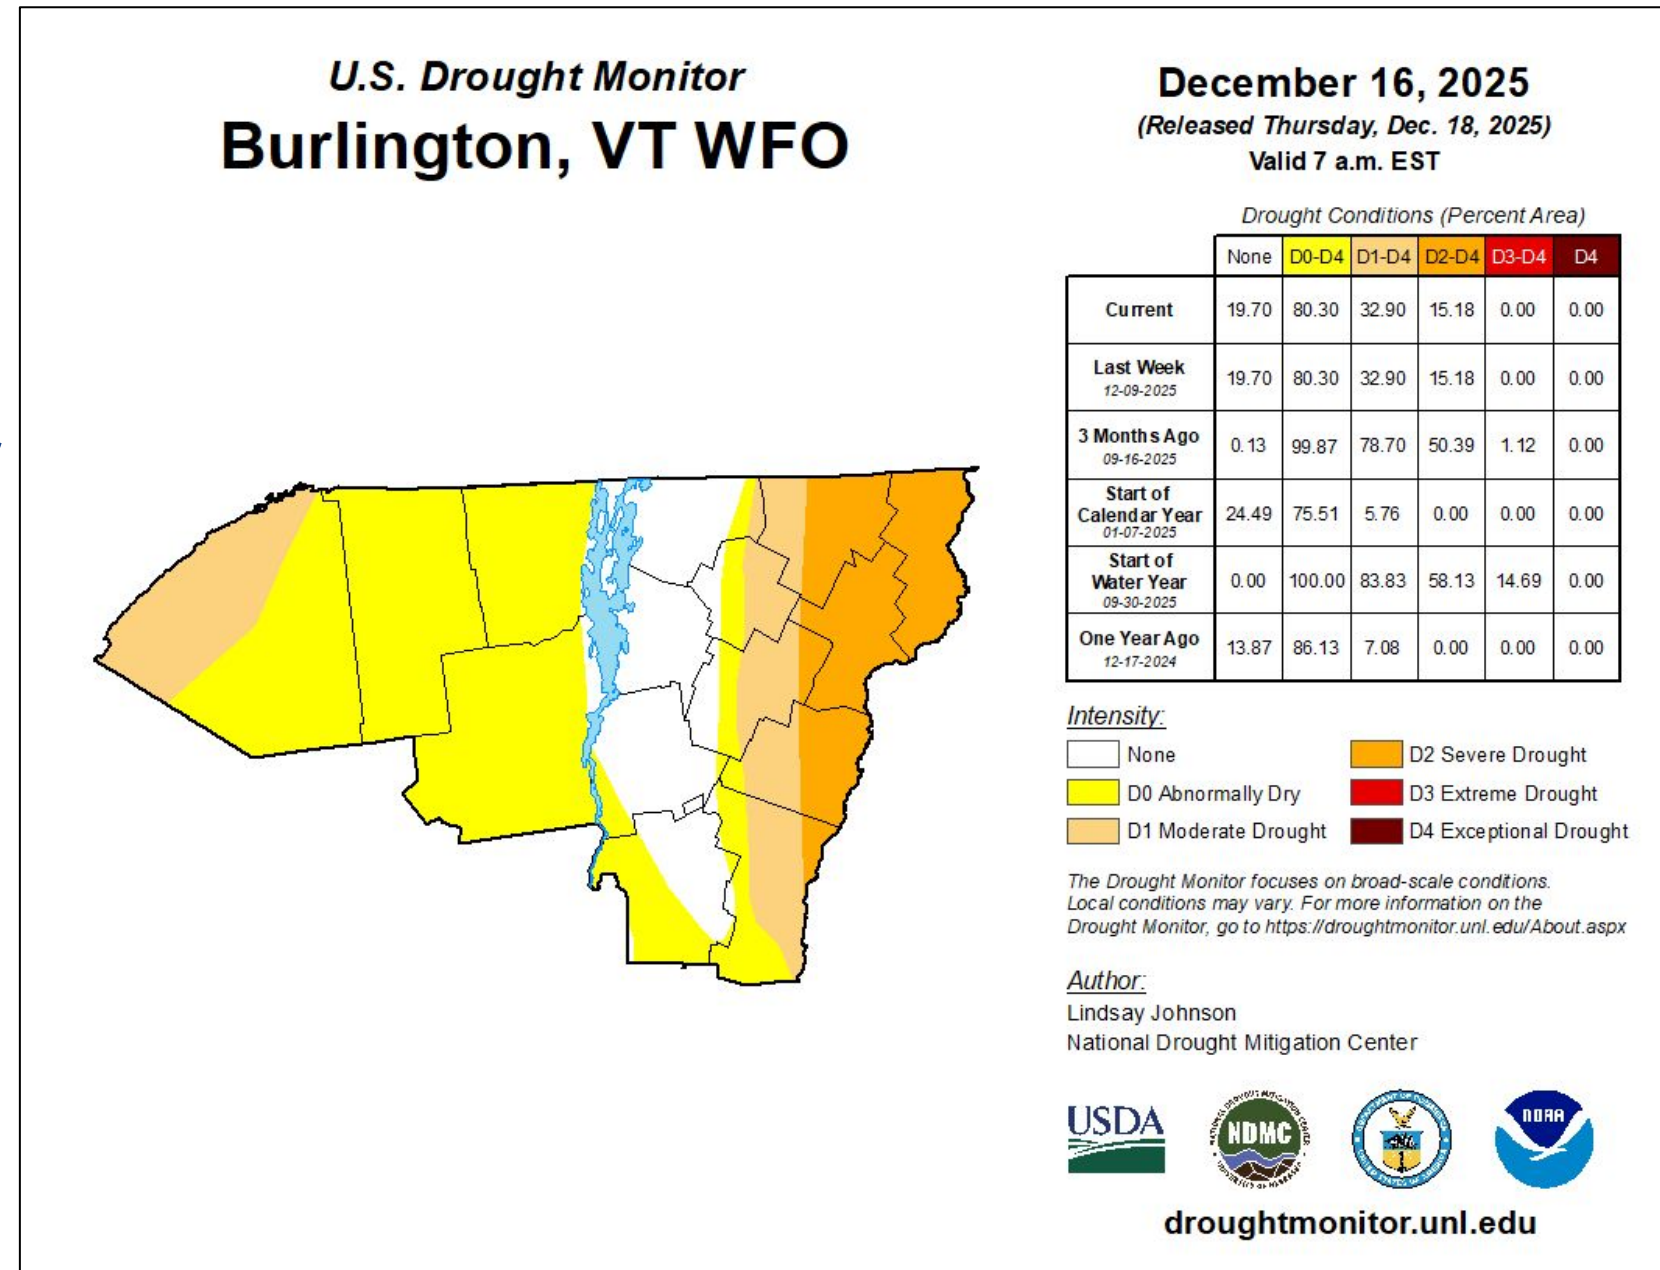 U.S. Drought Monitor
Burlington, VT WFO
December 16, 2025
(Released Thursday, Dec. 18, 2025)
Valid 7 a.m. EST
Drought Conditions (Percent Area)
None D0-D4 D1-D4 D2-D4 D3-D4 D4
Current 19.70 80.30 32.90 15.18 0.00 0.00
Last Week
12-09-2025 19.70 80.30 32.90 15.18 0.00 0.00
3 Months Ago
09-16-2025 0.13 99.87 78.70 50.39 1.12 0.00
Start of
Calendar Year
01-07-2025 24.49 75.51 5.76 0.00 0.00 0.00
Start of
Water Year
09-30-2025 0.00 100.00 83.83 58.13 14.69 0.00
One Year Ago
12-17-2024 13.87 86.13 7.08 0.00 0.00 0.00
Intensity:
None
D0 Abnormally Dry
D1 Moderate Drought
D2 Severe Drought
D3 Extreme Drought
D4 Exceptional Drought
The Drought Monitor focuses on broad-scale conditions.
Local conditions may vary. For more information on the
Drought Monitor, go to https://droughtmonitor.unl.edu/About.aspx
Author:
Lindsay Johnson
National Drought Mitigation Center
USDA
NDMC
NOAA
droughtmonitor.unl.edu